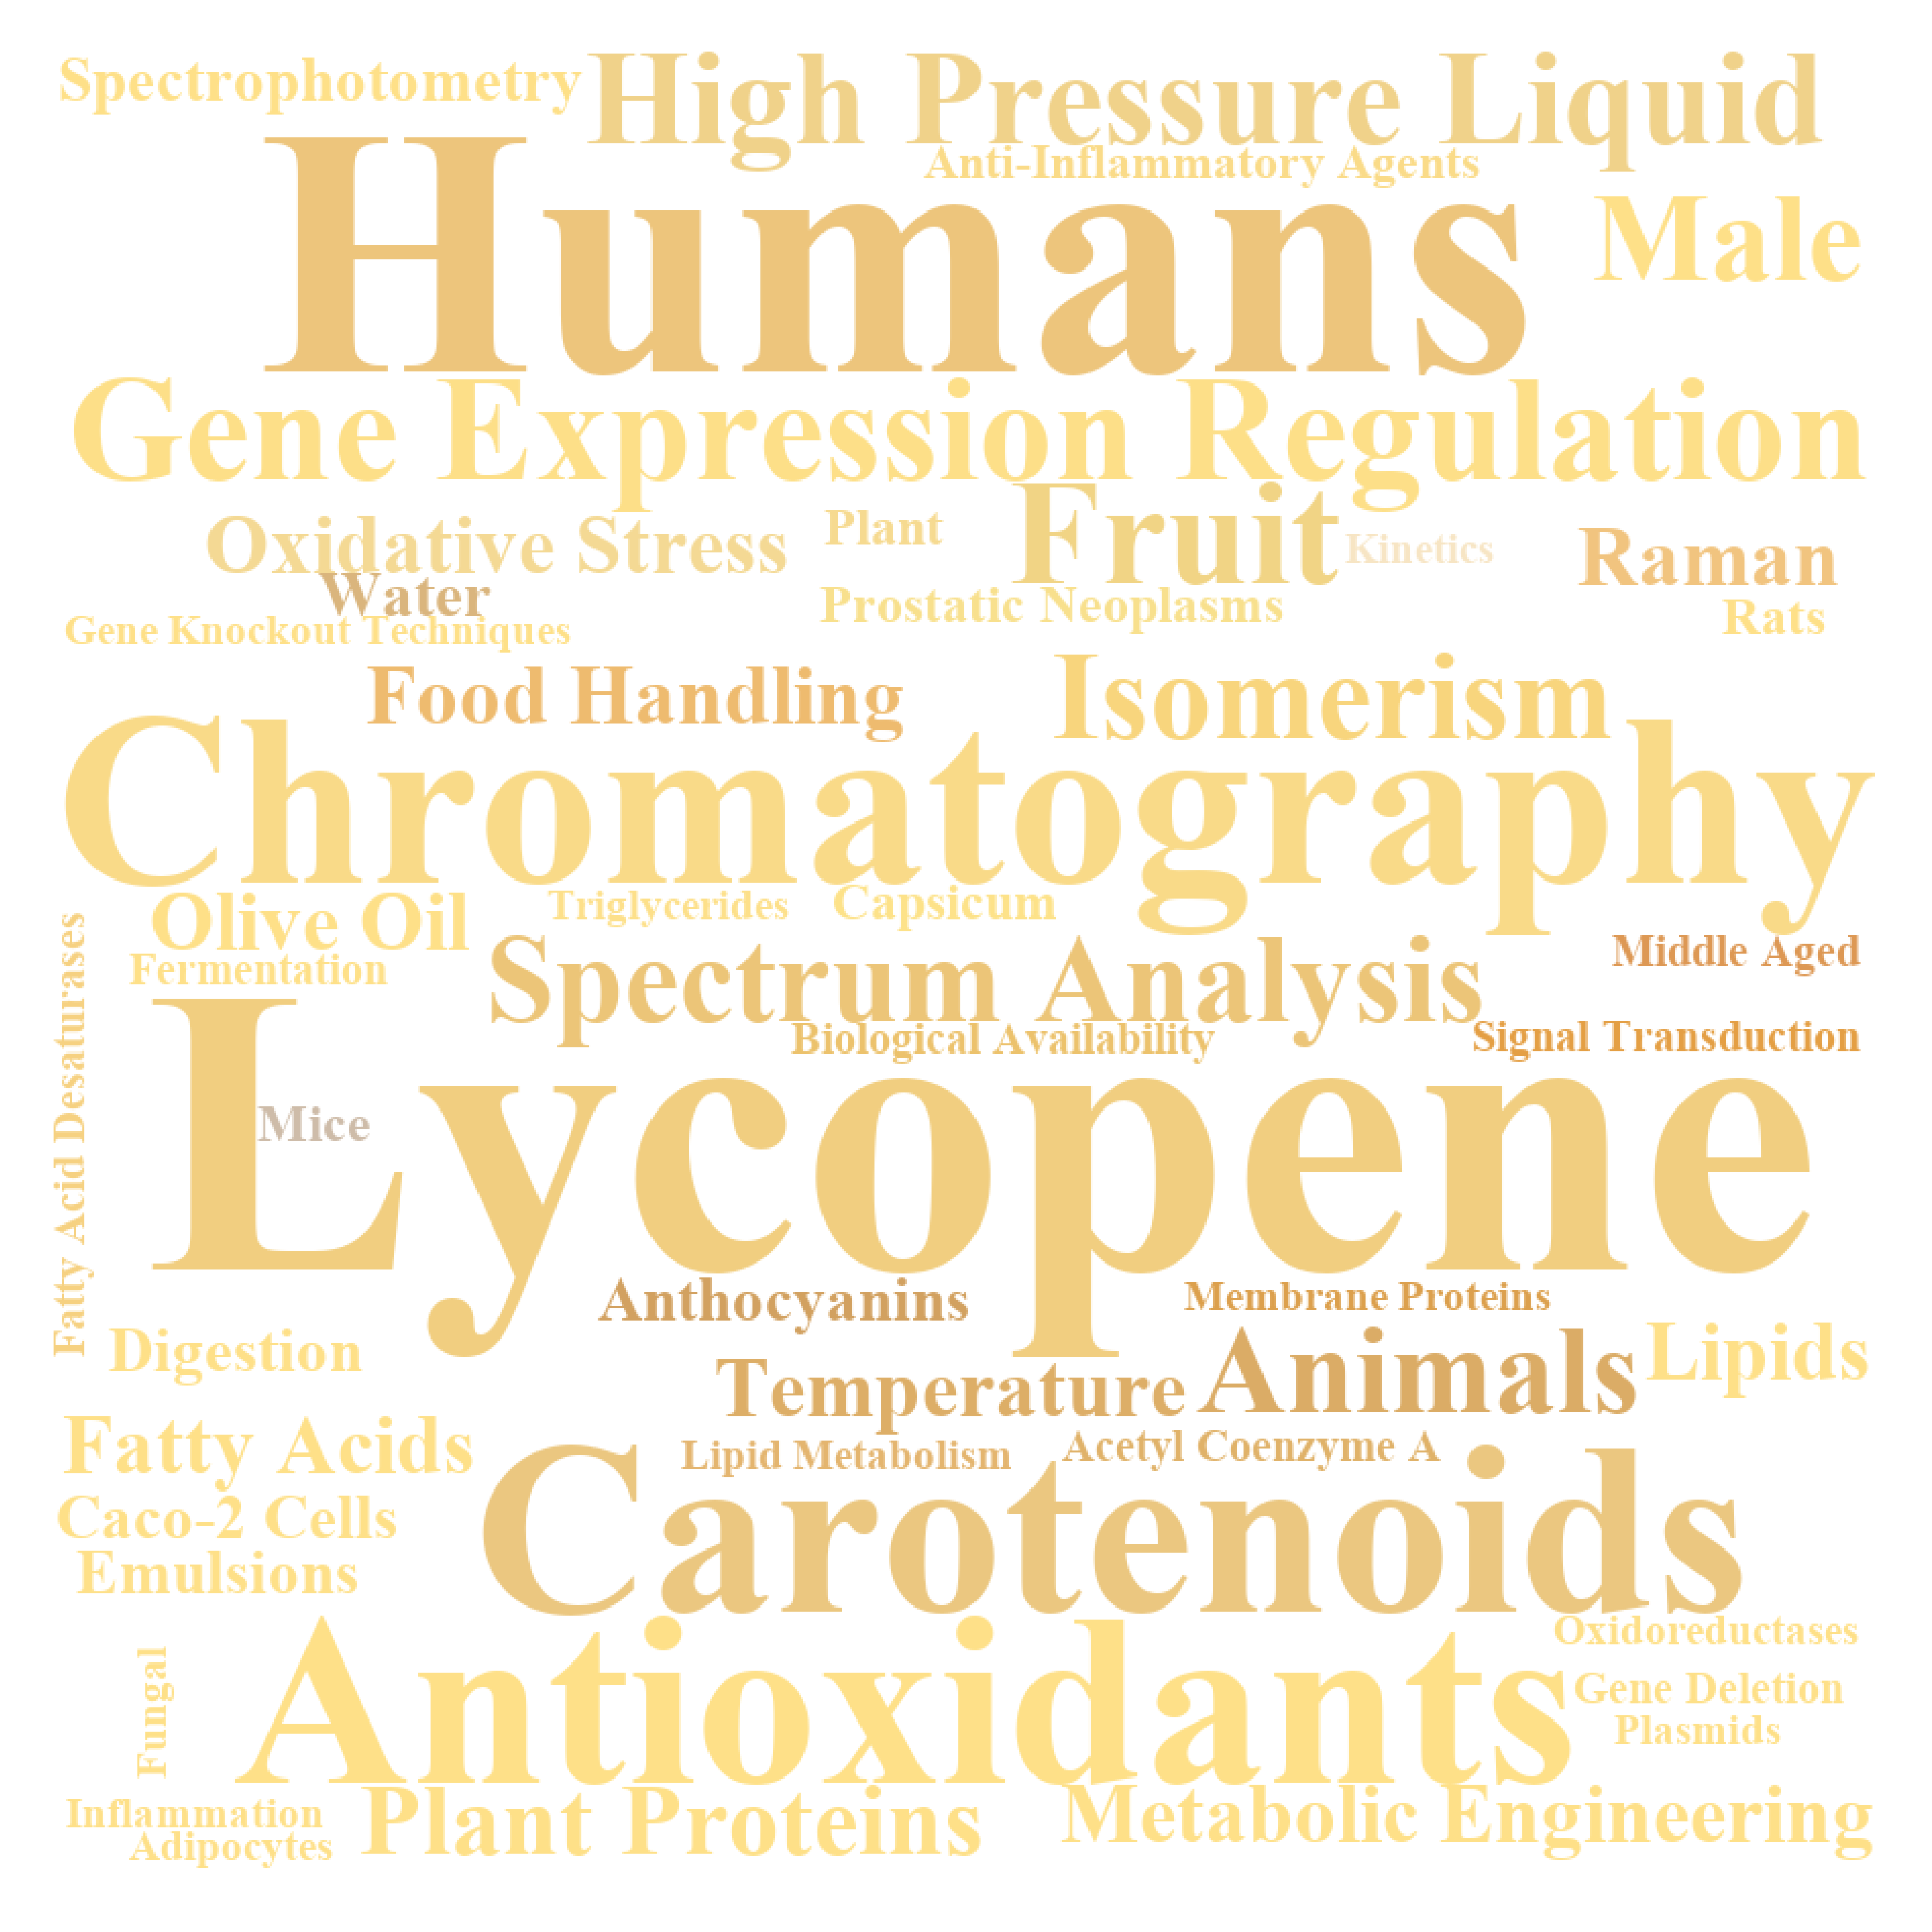 Spectrophotometry
High Pressure Liquid
Anti-Inflammatory Agents
Humans
Male
Gene Expression Regulation
Oxidative Stress
Plant
Fruit
Kinetics
Raman
Water
Prostatic Neoplasms
Rats
Gene Knockout Techniques
Food Handling
Isomerism
Chromatography
Olive Oil
Triglycerides
Capsicum
Fermentation
Spectrum Analysis
Middle Aged
Biological Availability
Signal Transduction
Fatty Acid Desaturases
Mice
Lycopene
Anthocyanins
Membrane Proteins
Digestion
Temperature
Animals
Lipids
Fatty Acids
Lipid Metabolism
Acetyl Coenzyme A
Caco-2 Cells
Carotenoids
Emulsions
Antioxidants
Oxidoreductases
Gene Deletion
Plasmids
Fungal
Inflammation
Adipocytes
Plant Proteins
Metabolic Engineering